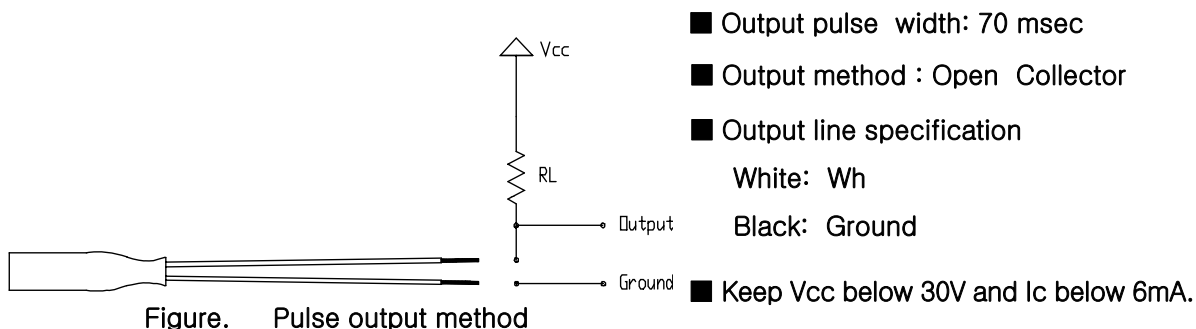 Vcc
RL
Output
Ground
Figure. Pulse output method
■ Output pulse width: 70 msec
■ Output method : Open Collector
■ Output line specification
White: Wh
Black: Ground
■ Keep Vcc below 30V and Ic below 6mA.